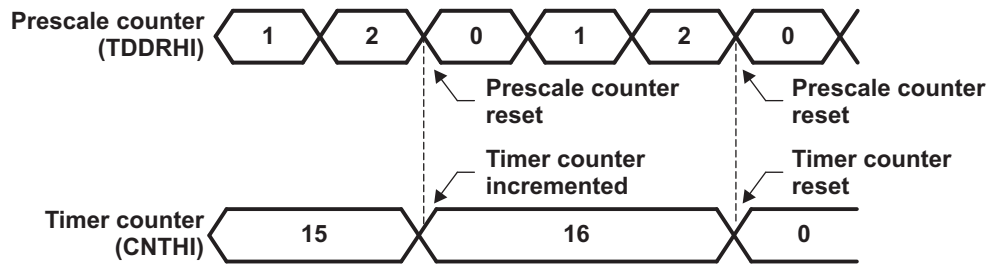 Prescale counter
(TDDRHI)
1 2 0 1 2 0
Prescale counter
reset
Prescale counter
reset
Timer counter
incremented
Timer counter
reset
Timer counter
(CNTHI)
15 16 0